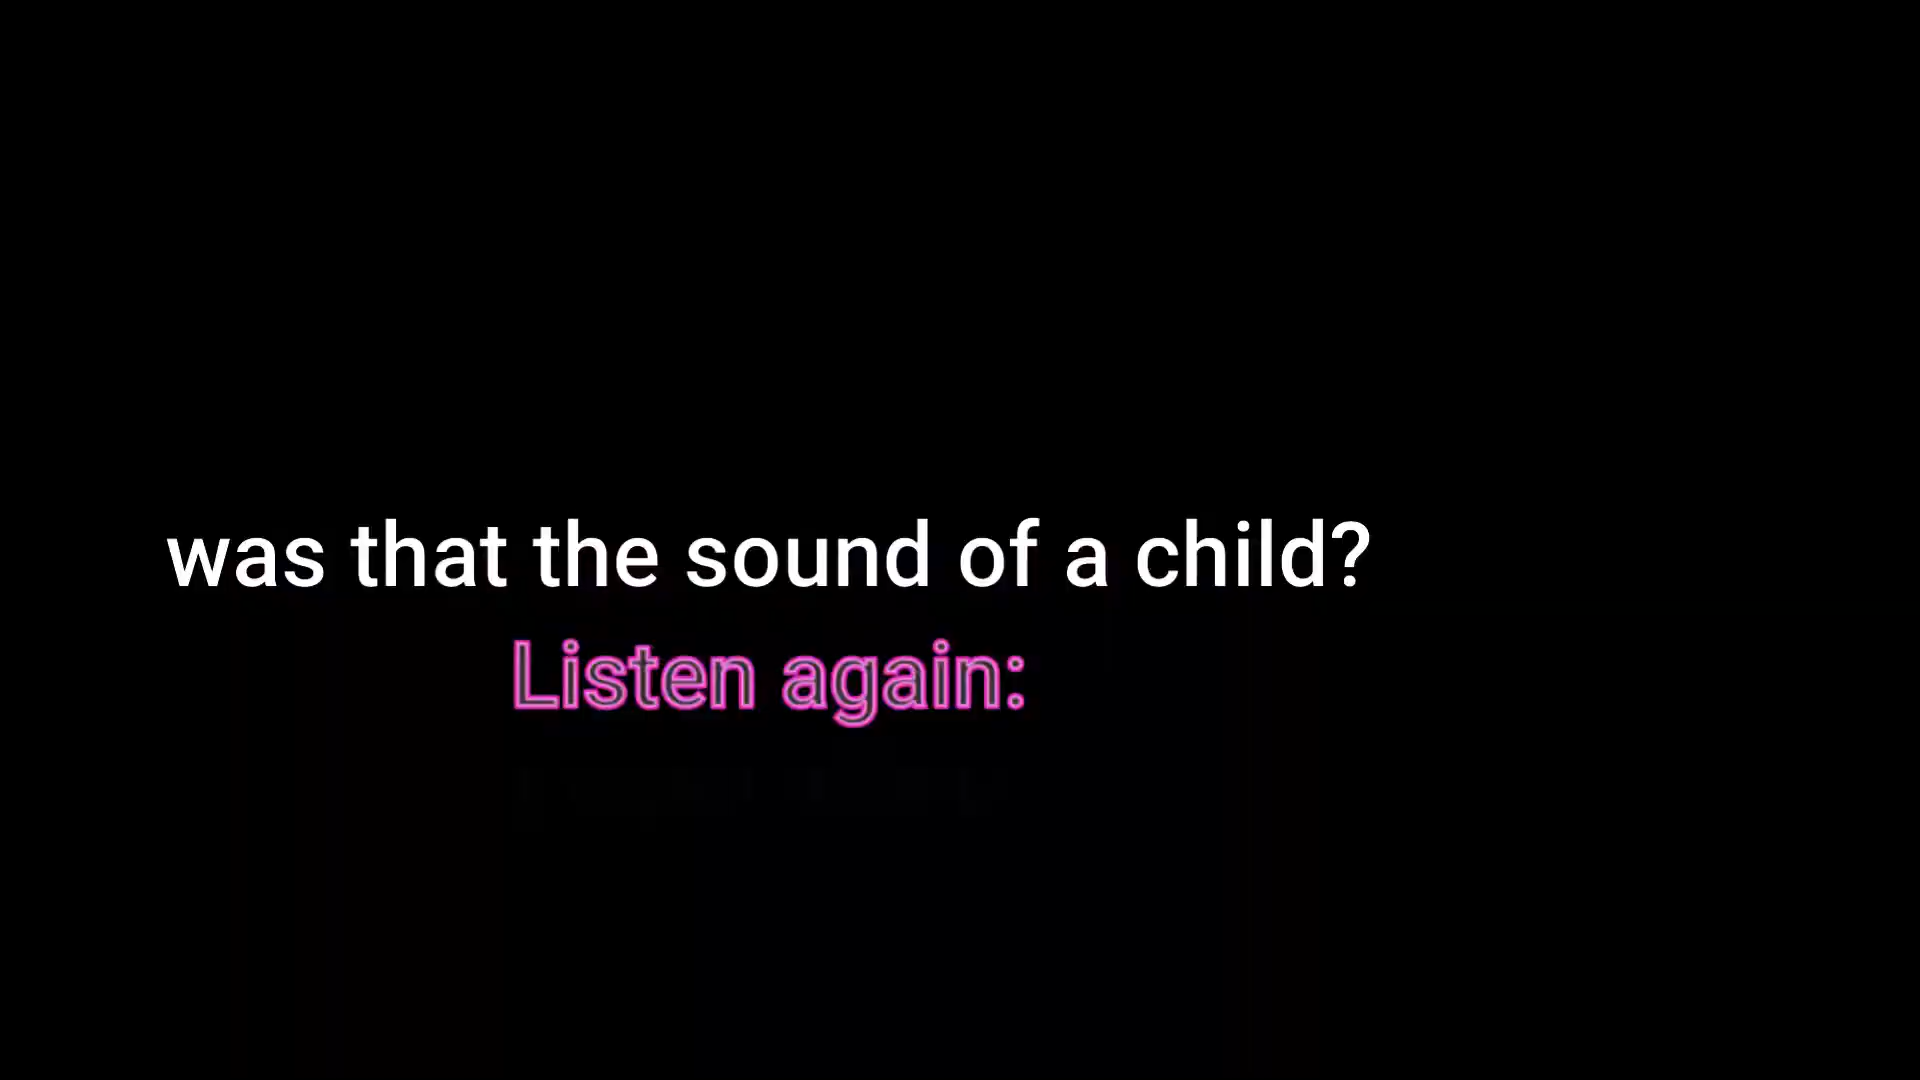 was that the sound of a child?
Listen again: